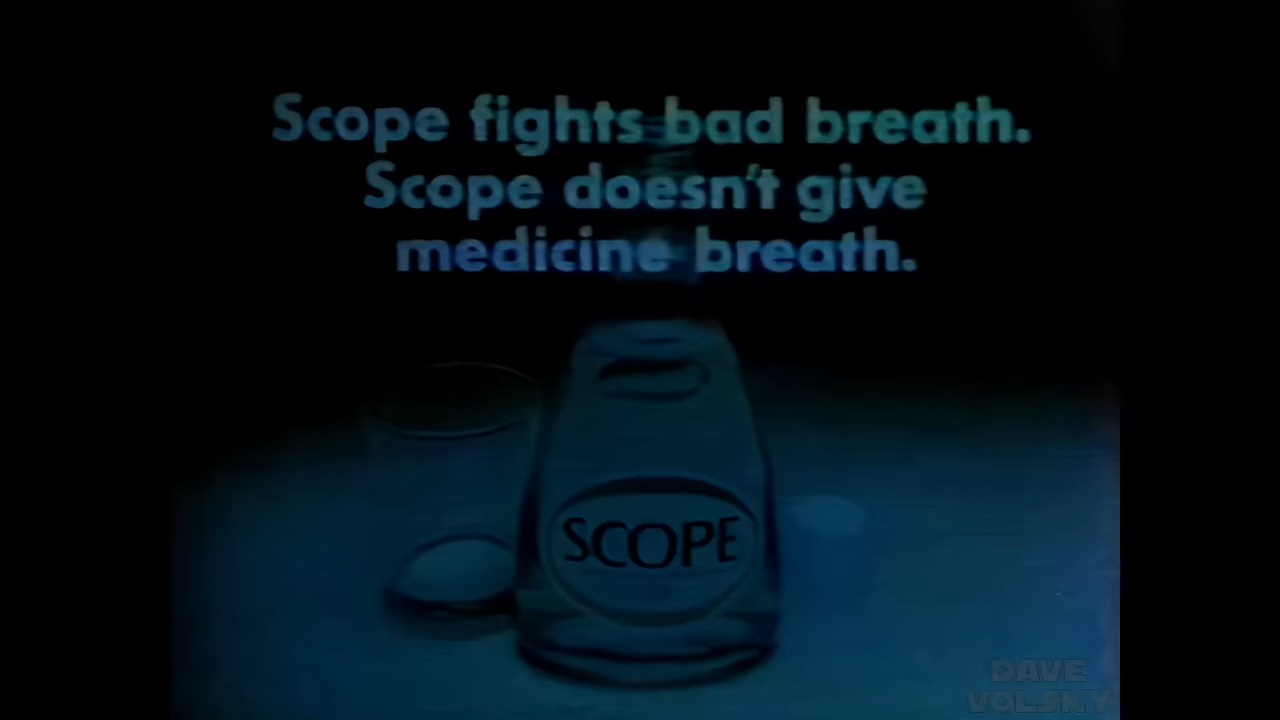 Scope fights bad breath.
Scope doesn't give
medicine breath.
SCOPE
DAVE
VOLSKY